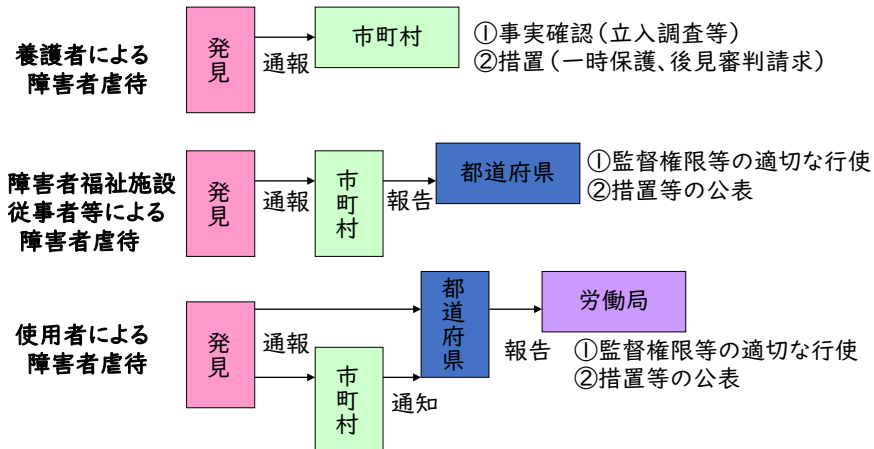 養護者による
障害者虐待
発見
通報
市町村
①事実確認（立入調査等）
②措置（一時保護、後見審判請求）
障害者福祉施設
従事者等による
障害者虐待
発見
通報
市町村
報告
都道府県
①監督権限等の適切な行使
②措置等の公表
使用者による
障害者虐待
発見
通報
市町村
通知
都道府県
報告
労働局
①監督権限等の適切な行使
②措置等の公表